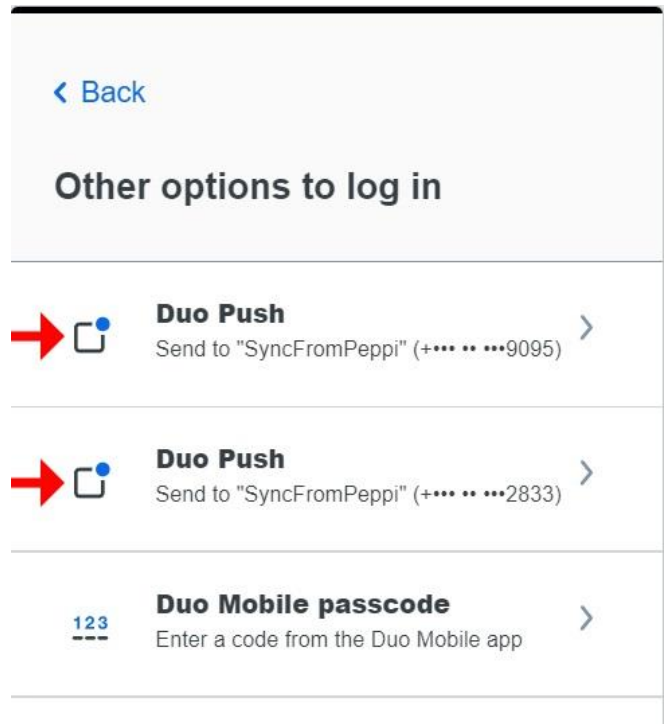 Back
Other options to log in
Duo Push
Send to "SyncFromPeppi" (+••• •• •••9095)
Duo Push
Send to "SyncFromPeppi" (+••• •• •••2833)
123
Duo Mobile passcode
Enter a code from the Duo Mobile app